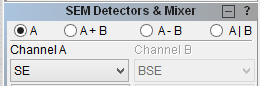 SEM Detectors & Mixer – ?
A A + B A - B A | B
Channel A Channel B
SE BSE